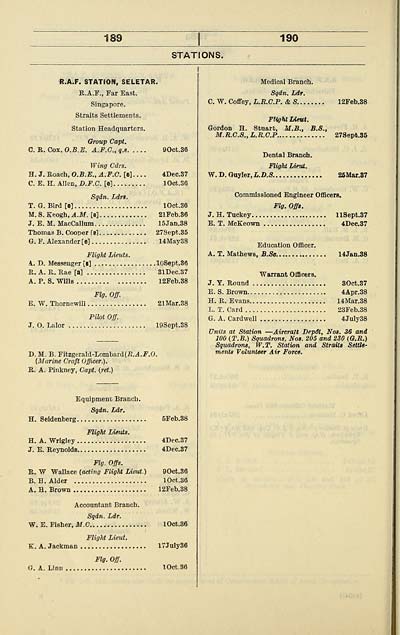 189
190
STATIONS.
R.A.F. STATION, SELETAR.
R.A.F., Far East.
Singapore.
Straits Settlements.
Station Headquarters.
Group Capt.
C. R. Cox, O.B.E. A.F.C., q.s. .... 9Oct.36
Wing Cdrs.
H. J. Roach, O.B.E., A.F.C. [s].... 4Dec.37
C. E. H. Allen, D.F.C. [s]......... 1Oct.36
Sqdn. Ldrs.
T. G. Bird [s].................. 1Oct.36
M. S. Keogh, A.M. [s]............ 21Feb.36
J. E. M. MacCallum............. 15Jan.38
Thomas B. Cooper [s]............ 27Sept.35
G. F. Alexander [s].............. 14May38
Flight Lieuts.
A. D. Messenger [s] .............. 10Sept.36
R. A. R. Rae [s] ................ 31Dec.37
A. P. S. Wills ................. 12Feb.38
Flg. Off.
E. W. Thornewill ................ 21Mar.38
Pilot Off.
J. O. Lalor ..................... 19Sept.38
D. M. B. Fitzgerald-Lombard (R.A.F.O.
(Marine Craft Officer.).
R. A. Pinkney, Capt. (ret.)
Equipment Branch.
Sqdn. Ldr.
H. Seidenberg.................... 5Feb.38
Flight Lieuts.
H. A. Wrigley .................. 4Dec.37
J. E. Reynolds................... 4Dec.37
Flg. Offs.
R. W Wallace (acting Flight Lieut.) 9Oct.36
B. H. Alder .................... 1Oct.36
A. H. Brown .................... 12Feb.38
Accountant Branch.
Sqdn. Ldr.
W. E. Fisher, M.C................ 1Oct.36
Flight Lieut.
K. A. Jackman .................. 17July36
Flg. Off.
G. A. Linn ...................... 1Oct.36
Medical Branch.
Sqdn. Ldr.
C. W. Coffey, L.R.C.P. & S........ 12Feb.38
Flight Lieut.
Gordon H. Stuart, M.B., B.S.,
M.R.C.S., L.R.C.P.............. 27Sept.35
Dental Branch.
Flight Lieut.
W. D. Guyler, L.D.S.............. 25Mar.37
Commissioned Engineer Officers.
Flg. Offs.
J. H. Tuckey.................... 11Sept.37
E. T. McKeown ................. 4Dec.37
Education Officer.
A. T. Mathews, B.Sc............... 14Jan.38
Warrant Officers.
J. Y. Round .................... 3Oct.37
E. S. Brown..................... 4Apr.38
H. R. Evans..................... 14Mar.38
L. T. Card ...................... 23Feb.38
G. A. Cardwell .................. 4July38
Units at Station —Aircraft Depôt, Nos. 36 and
100 (T.B.) Squadrons, Nos. 205 and 230 (G.R.)
Squadrons, W.T. Station and Straits Settle-
ments Volunteer Air Force.